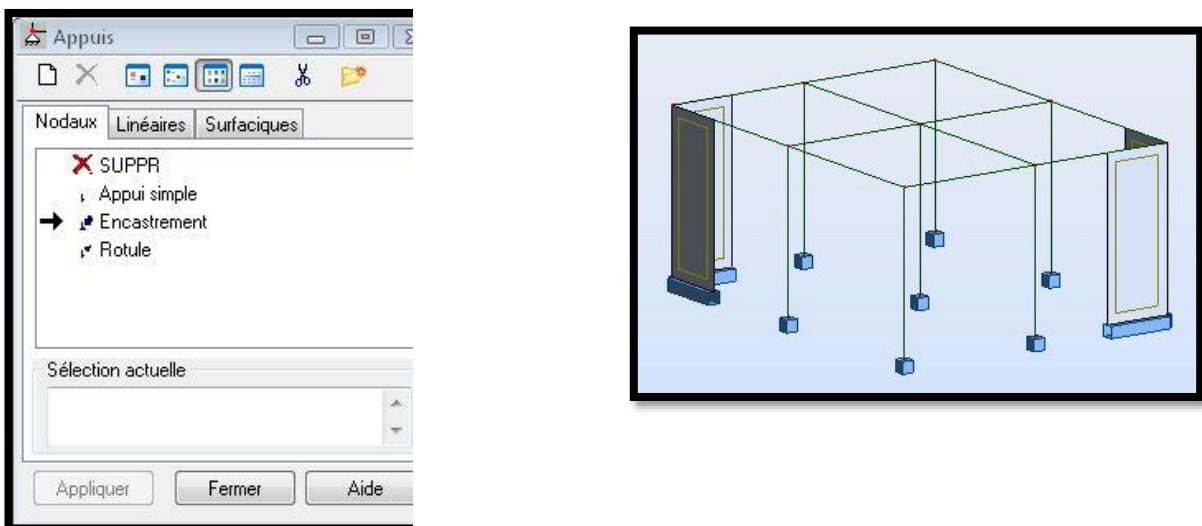 Appuis
Nodaux Linéaires Surfaciques
SUPPR
Appui simple
Encastrement
Rotule
Sélection actuelle
Appliquer Fermer Aide